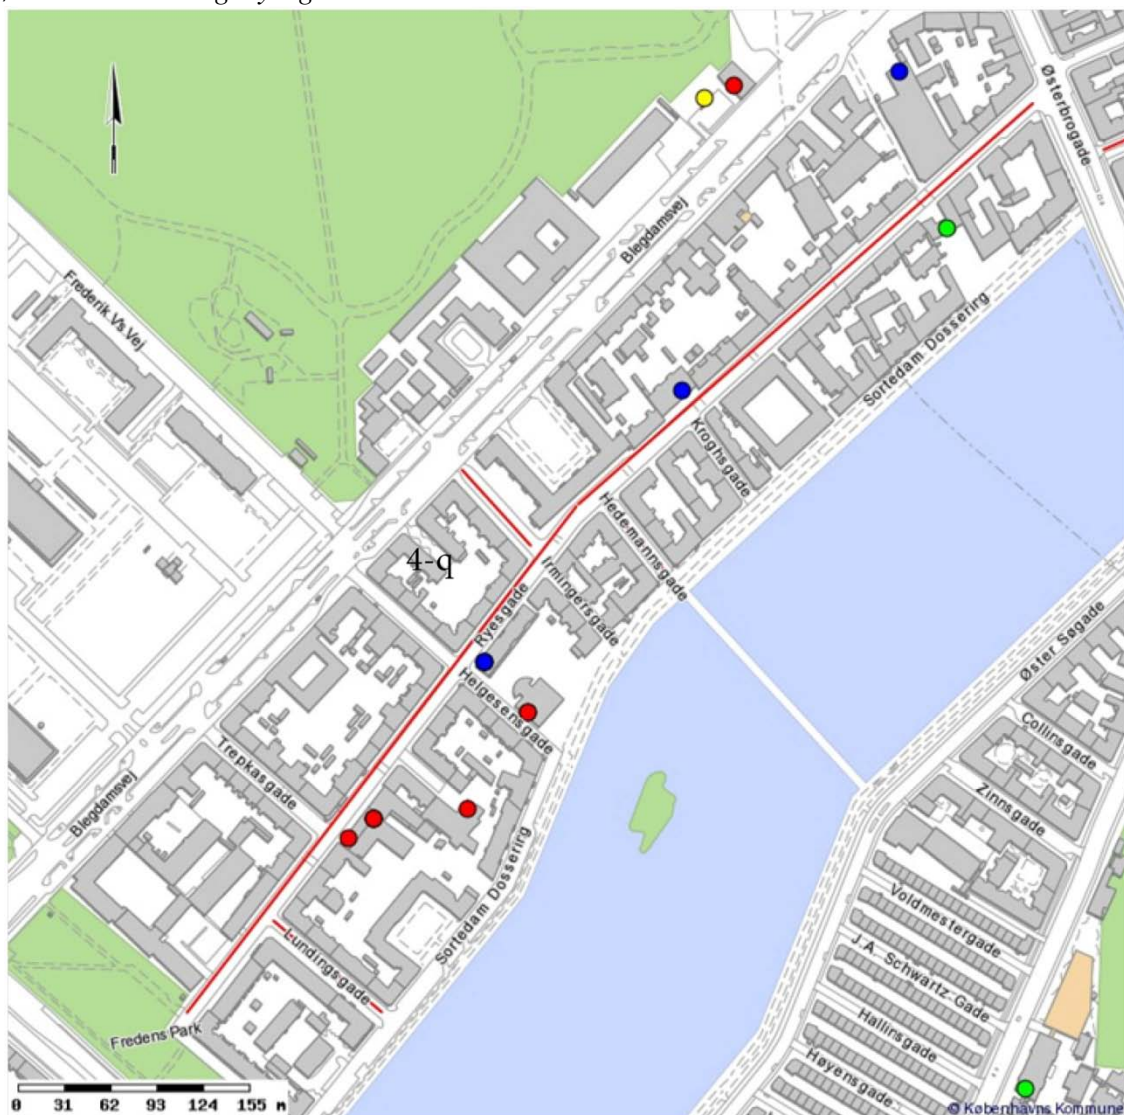 Østerbrogade
Blegdamsvej
Frederik V's Vej
Sortedam Dossering
Kroghsgade
Hedemannsgade
4-q
Irmingersgade
Ryesgade
Øster Søgade
Helgesensgade
Collinsgade
Trepkasgade
Zinnsgade
Blegdamsvej
Sortedam Dossering
Voldmestergade
J.A. Schwartz Gade
Lundingsgade
Hallinsgade
Fredens Park
Høyensgade
0 31 62 93 124 155 m
© Københavns Kommune